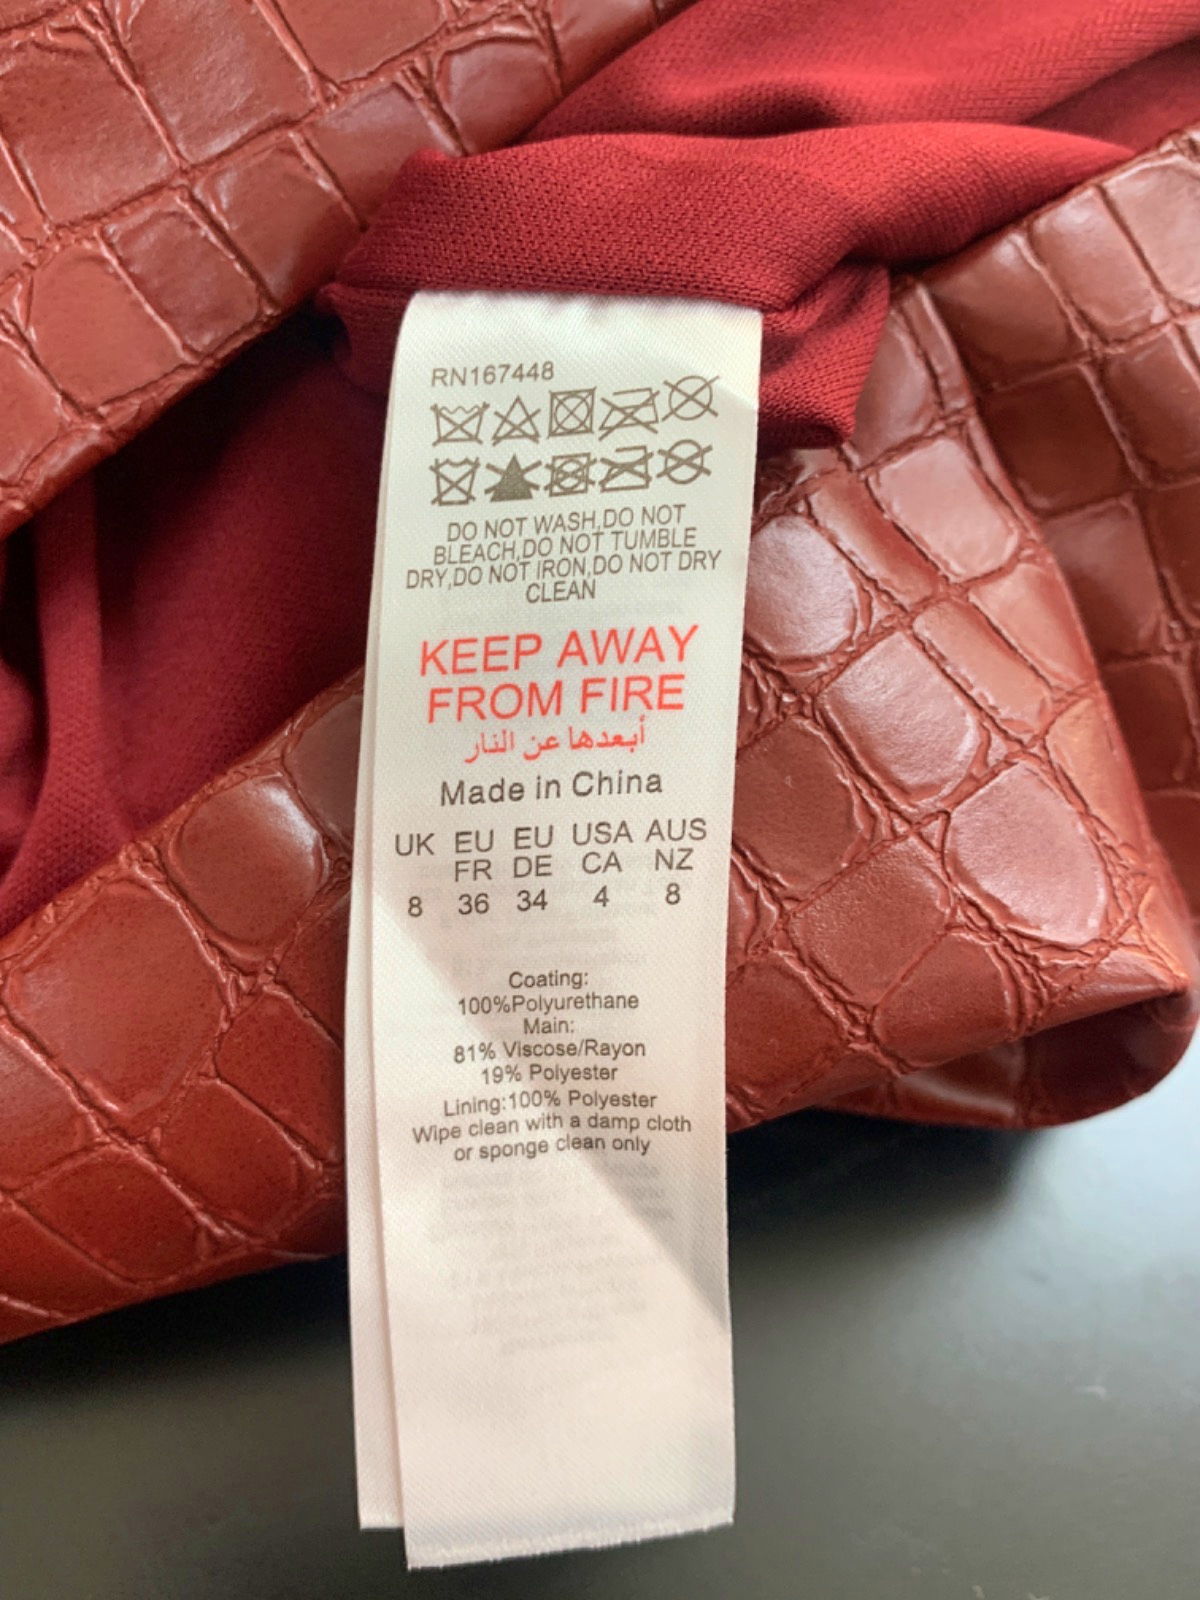 RN167448
DO NOT WASH,DO NOT
BLEACH,DO NOT TUMBLE
DRY,DO NOT IRON,DO NOT DRY
CLEAN
KEEP AWAY
FROM FIRE
أبعدها عن النار
Made in China
UK EU EU USA AUS
FR DE CA NZ
8 36 34 4 8
Coating:
100%Polyurethane
Main:
81% Viscose/Rayon
19% Polyester
Lining:100% Polyester
Wipe clean with a damp cloth
or sponge clean only